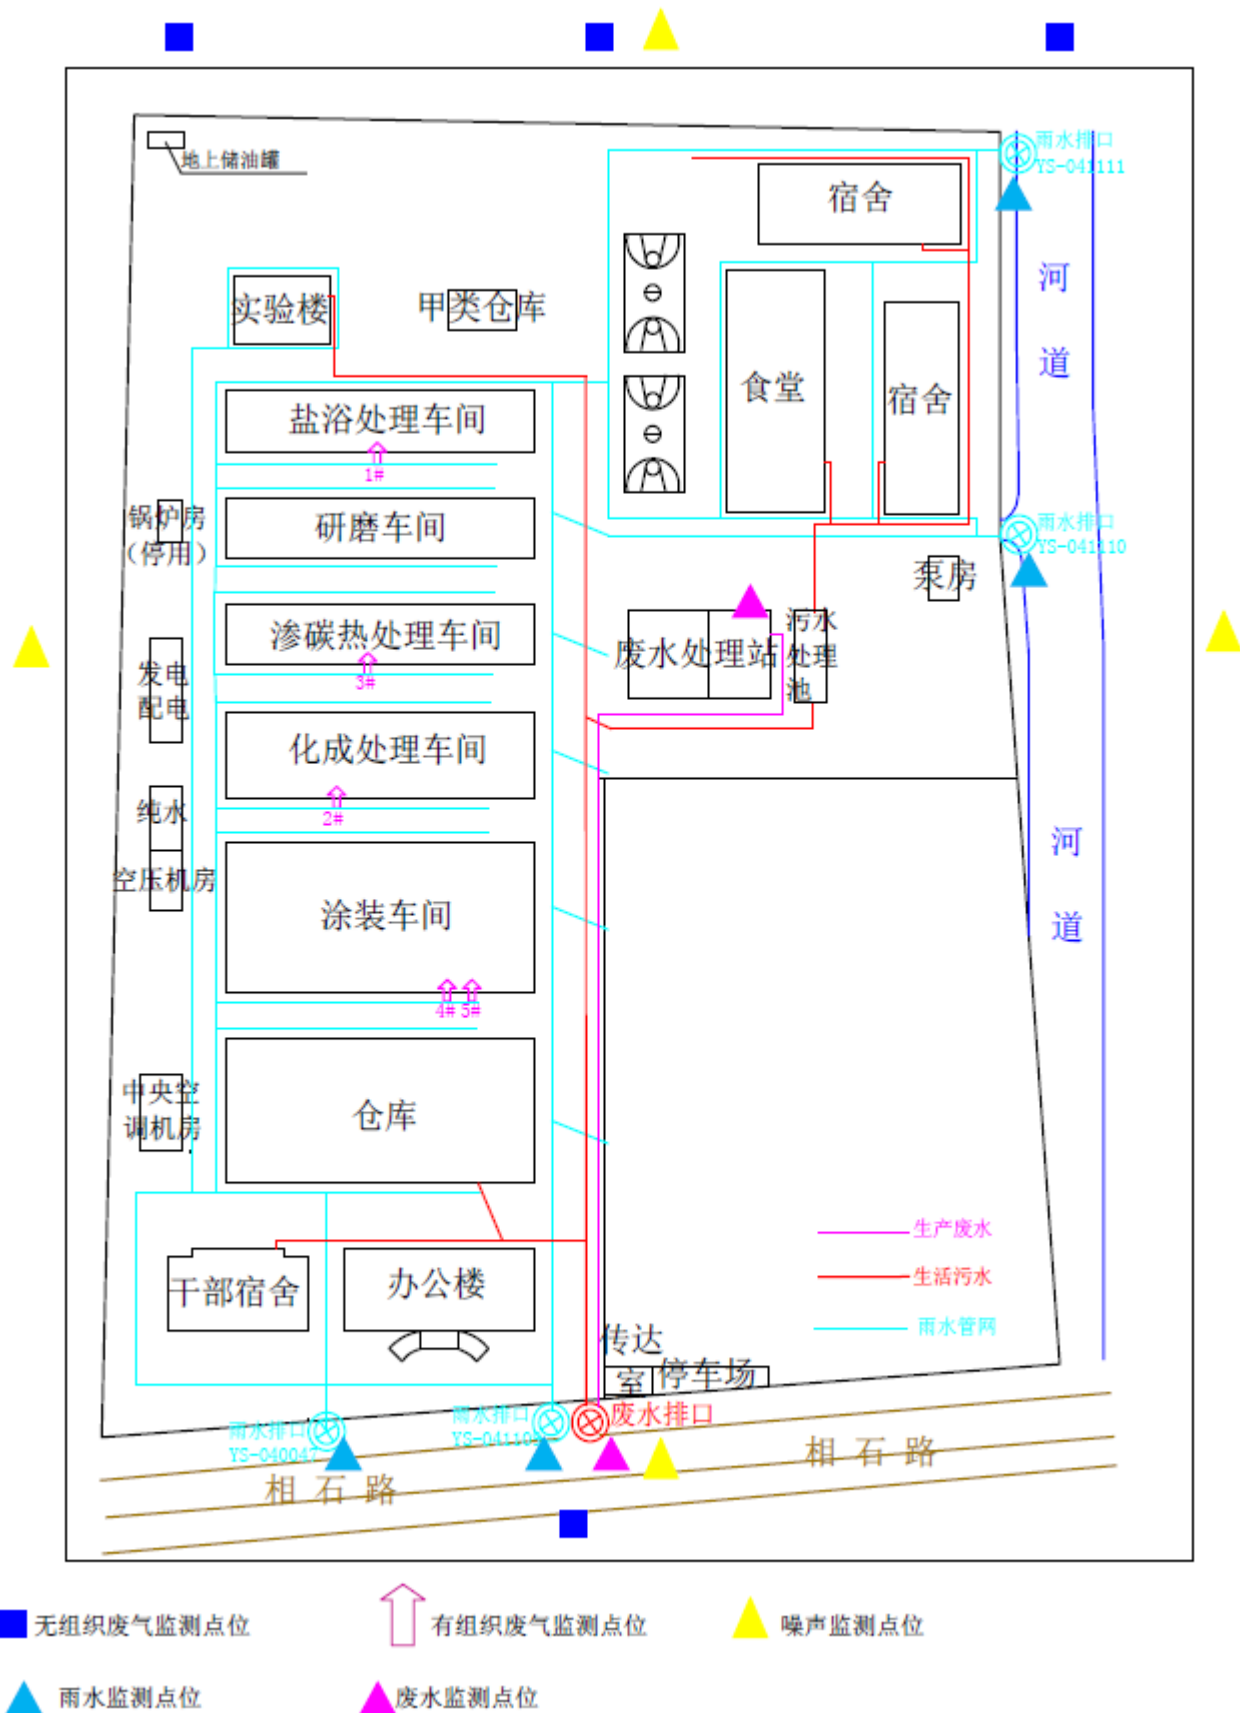 雨水排口
YS-041111
地上储油罐
宿舍
河
道
实验楼
甲类仓库
食堂
宿舍
盐浴处理车间
1#
锅炉房
（停用）
研磨车间
雨水排口
YS-041110
泵房
渗碳热处理车间
3#
废水处理站
污水
处理
池
发电
配电
化成处理车间
2#
纯水
空压机房
涂装车间
4# 5#
河
道
中央空
调机房
仓库
生产废水
生活污水
雨水管网
干部宿舍
办公楼
传达
室
停车场
雨水排口
YS-040047
雨水排口
废水排口
相石路
相石路
无组织废气监测点位
有组织废气监测点位
噪声监测点位
雨水监测点位
废水监测点位